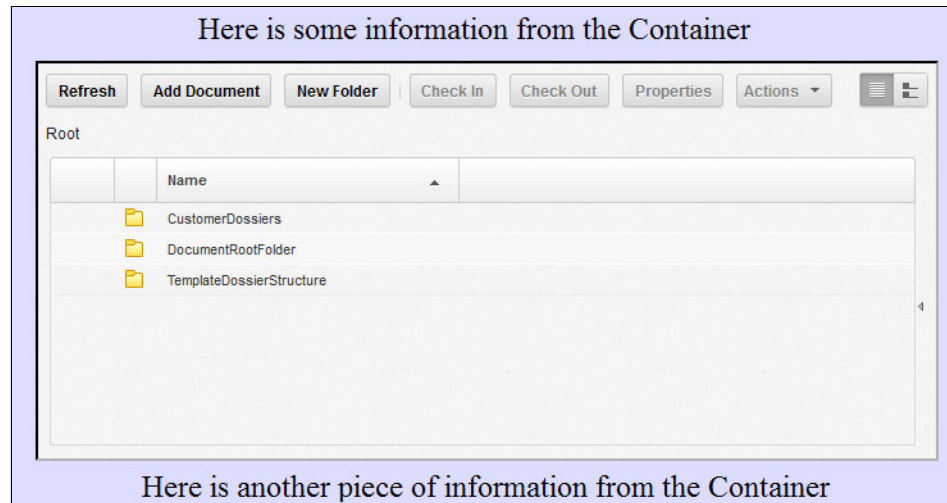 Here is some information from the Container
Refresh Add Document New Folder Check In Check Out Properties Actions
Root
Name
CustomerDossiers
DocumentRootFolder
TemplateDossierStructure
Here is another piece of information from the Container